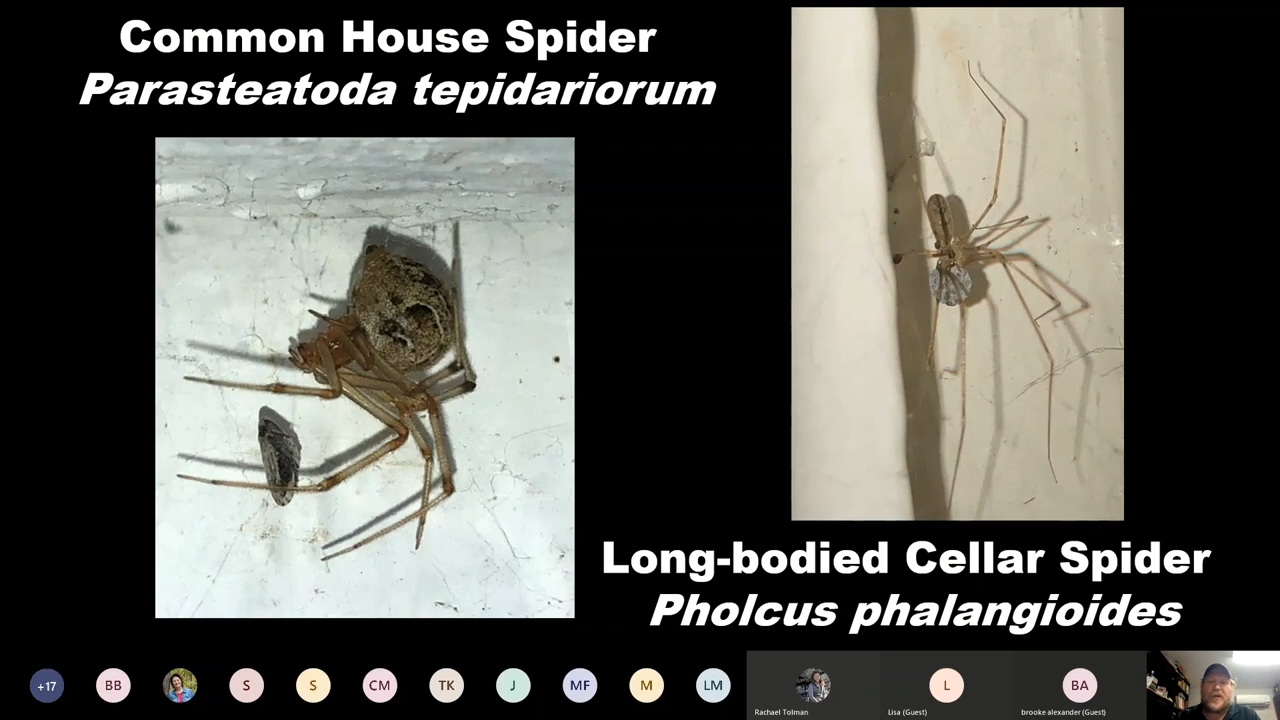 Common House Spider
Parasteatoda tepidariorum
Long-bodied Cellar Spider
Pholcus phalangioides
+17
BB
S
S
CM
TK
J
MF
M
LM
L
BA
Rachael Tolman
Lisa (Guest)
brooke alexander (Guest)